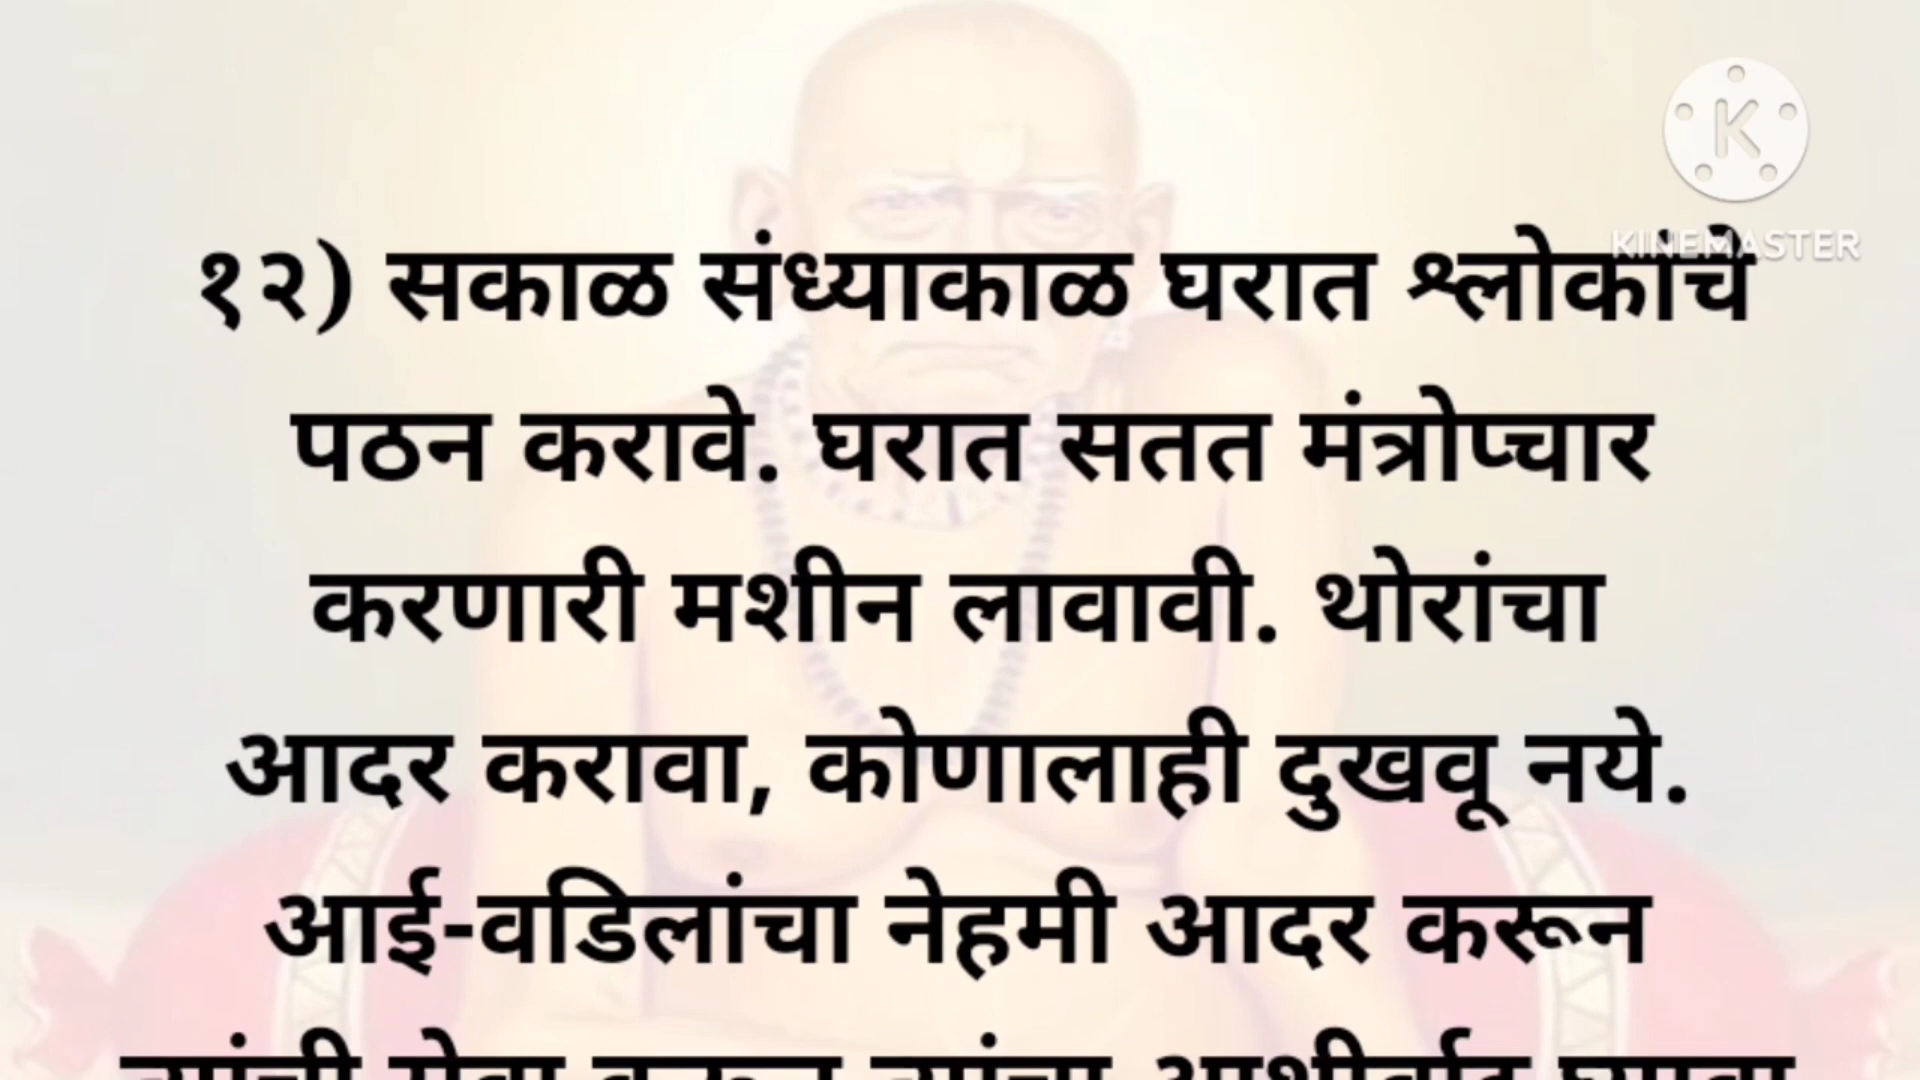 K
KINEMASTER
१२) सकाळ संध्याकाळ घरात श्लोकांचे
पठन करावे. घरात सतत मंत्रोप्चार
करणारी मशीन लावावी. थोरांचा
आदर करावा, कोणालाही दुखवू नये.
आई-वडिलांचा नेहमी आदर करून